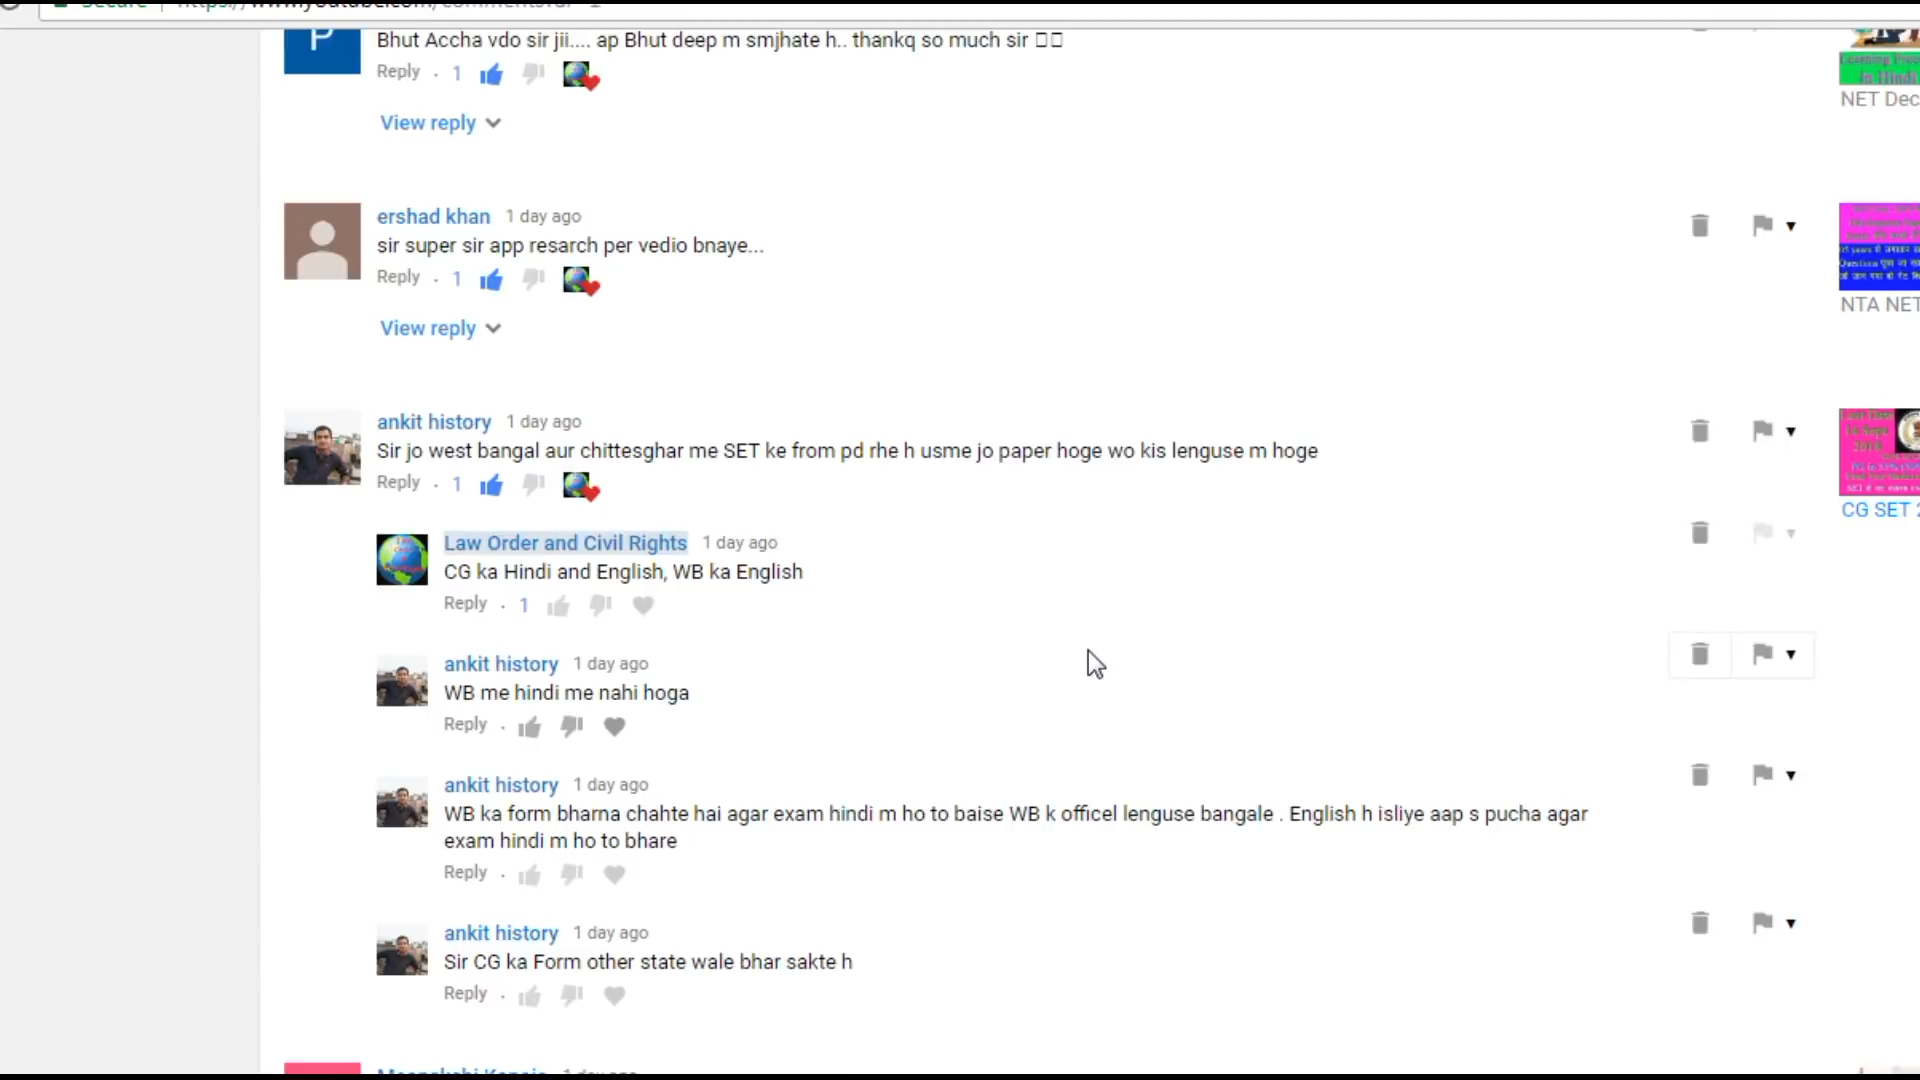 Secure
P
Bhut Accha vdo sir jii.... ap Bhut deep m smjhate h.. thankq so much sir □□
Reply . 1
View reply
in Hindi
NET Dec
ershad khan 1 day ago
sir super sir app resarch per vedio bnaye...
Reply . 1
View reply
NTA NET
ankit history 1 day ago
Sir jo west bangal aur chittesghar me SET ke from pd rhe h usme jo paper hoge wo kis lenguse m hoge
Reply . 1
CG SET 2
Law Order and Civil Rights 1 day ago
CG ka Hindi and English, WB ka English
Reply . 1
ankit history 1 day ago
WB me hindi me nahi hoga
Reply .
ankit history 1 day ago
WB ka form bharna chahte hai agar exam hindi m ho to baise WB k officel lenguse bangale . English h isliye aap s pucha agar
exam hindi m ho to bhare
Reply .
ankit history 1 day ago
Sir CG ka Form other state wale bhar sakte h
Reply .